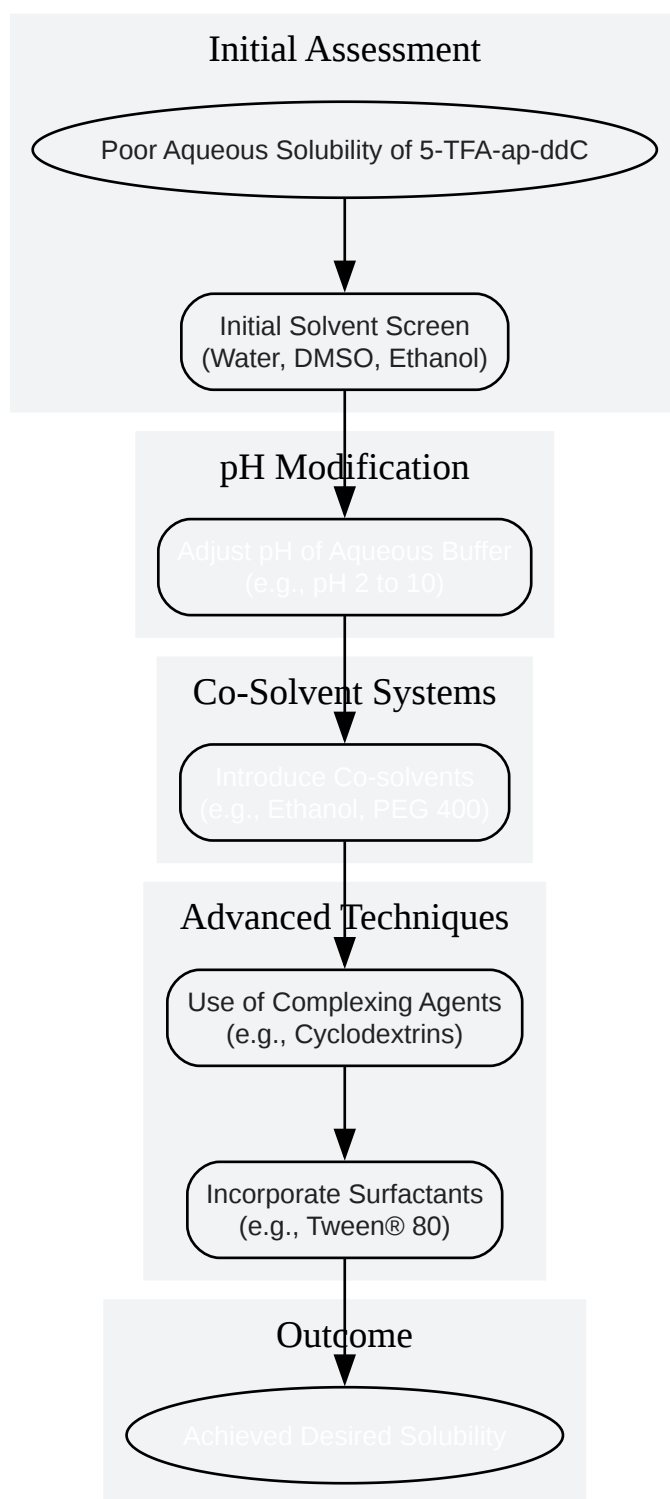 Initial Assessment
Poor Aqueous Solubility of 5-TFA-ap-ddC
Initial Solvent Screen
(Water, DMSO, Ethanol)
pH Modification
Adjust pH of Aqueous Buffer
(e.g., pH 2 to 10)
Co-Solvent Systems
Introduce Co-solvents
(e.g., Ethanol, PEG 400)
Advanced Techniques
Use of Complexing Agents
(e.g., Cyclodextrins)
Incorporate Surfactants
(e.g., Tween® 80)
Outcome
Achieved Desired Solubility